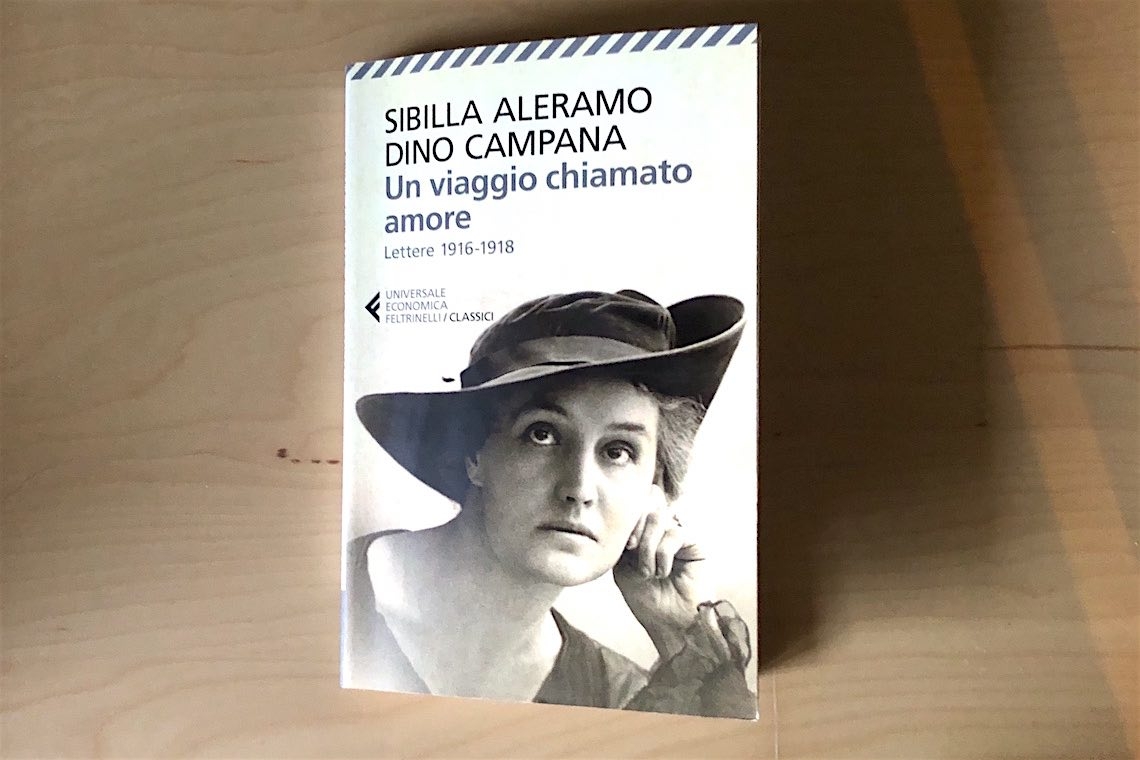 SIBILLA ALERAMO
DINO CAMPANA
Un viaggio chiamato
amore
Lettere 1916-1918
UNIVERSALE
ECONOMICA
FELTRINELLI/CLASSICI